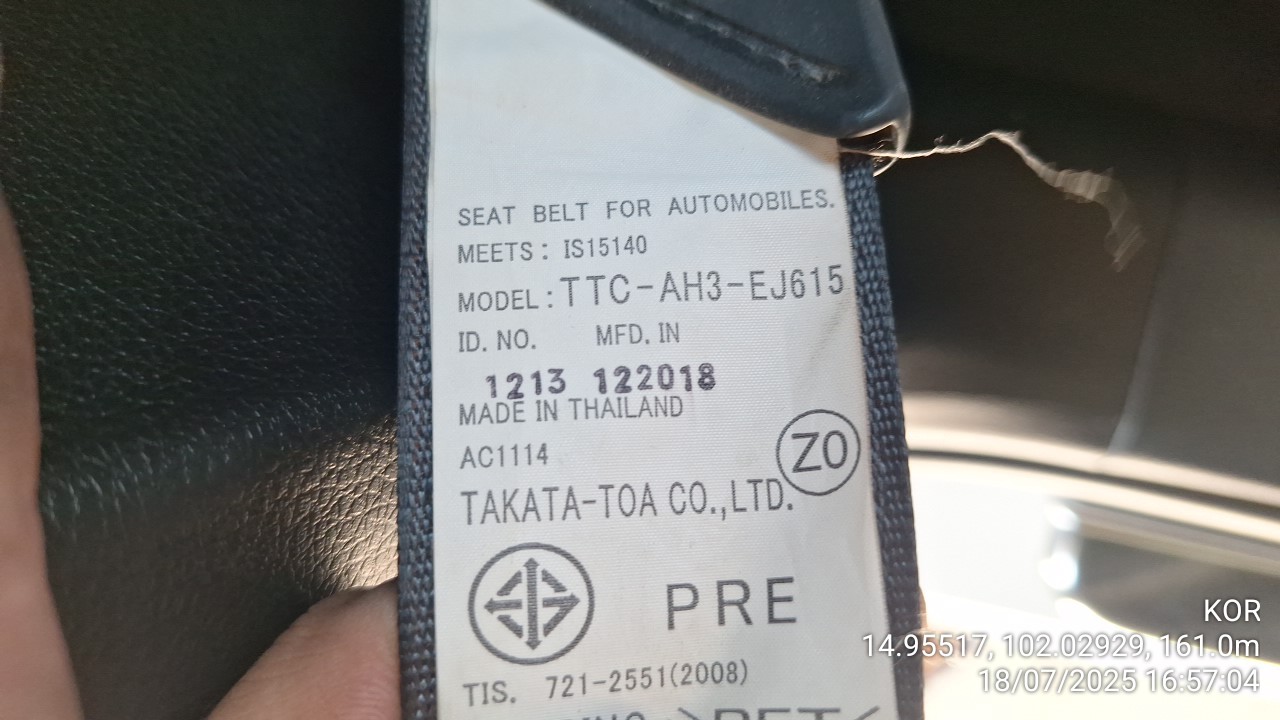 SEAT BELT FOR AUTOMOBILES.
MEETS: IS15140
MODEL: TTC-AH3-EJ615
ID. NO. MFD. IN
1213 122018
MADE IN THAILAND
AC1114
ZO
TAKATA-TOA CO.,LTD.
PRE
TIS. 721-2551(2008)
>PET<
KOR
14.95517, 102.02929, 161.0m
18/07/2025 16:57:04